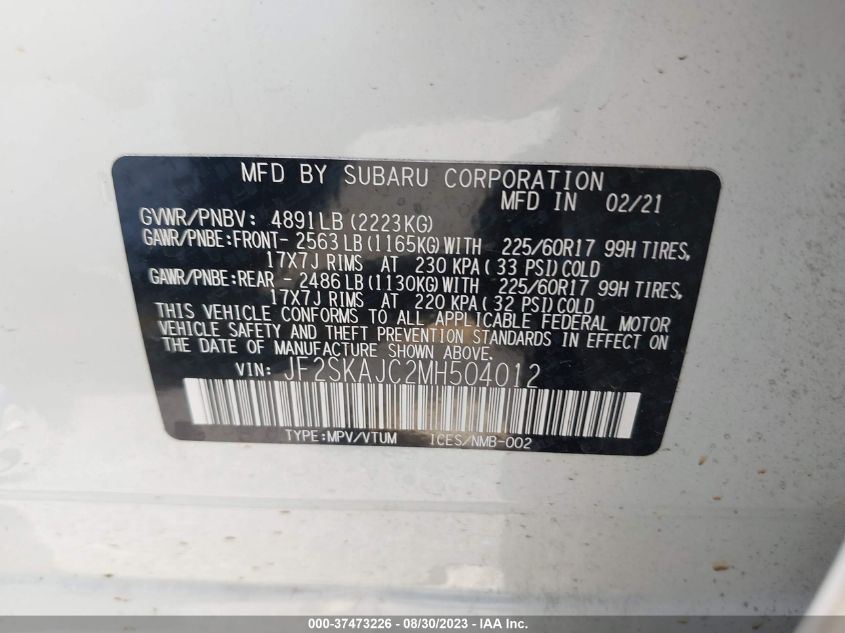 MFD BY SUBARU CORPORATION
MFD IN 02/21
GVWR/PNBV: 4891LB(2223KG)
GAWR/PNBE:FRONT- 2563LB(1165KG)WITH 225/60R17 99H TIRES,
17X7J RIMS AT 230 KPA(33 PSI)COLD
GAWR/PNBE:REAR - 2486LB(1130KG)WITH 225/60R17 99H TIRES,
17X7J RIMS AT 220 KPA(32 PSI)COLD
THIS VEHICLE CONFORMS TO ALL APPLICABLE FEDERAL MOTOR
VEHICLE SAFETY AND THEFT PREVENTION STANDARDS IN EFFECT ON
THE DATE OF MANUFACTURE SHOWN ABOVE.
VIN: JF2SKAJC2MH504012
TYPE:MPV/VTUM ICES/NMB-002
000-37473226 - 08/30/2023 - IAA Inc.